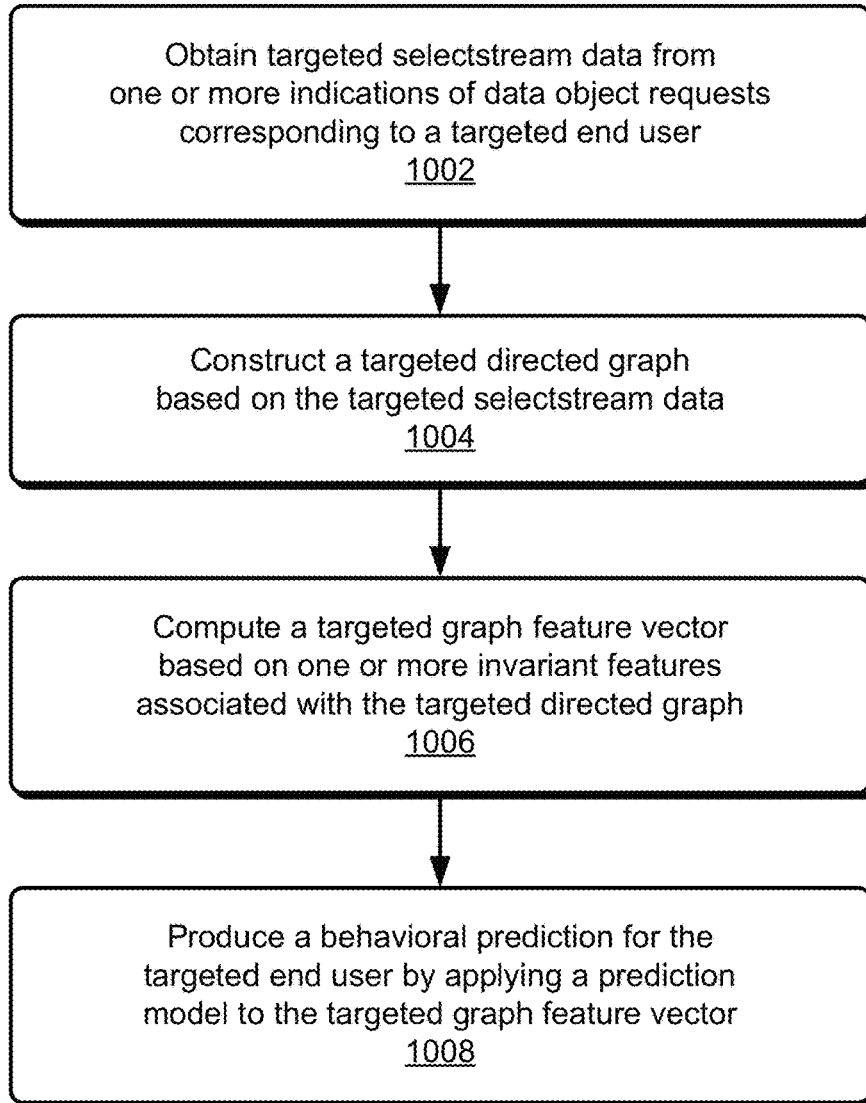 Obtain targeted selectstream data from
one or more indications of data object requests
corresponding to a targeted end user
1002
Construct a targeted directed graph
based on the targeted selectstream data
1004
Compute a targeted graph feature vector
based on one or more invariant features
associated with the targeted directed graph
1006
Produce a behavioral prediction for the
targeted end user by applying a prediction
model to the targeted graph feature vector
1008